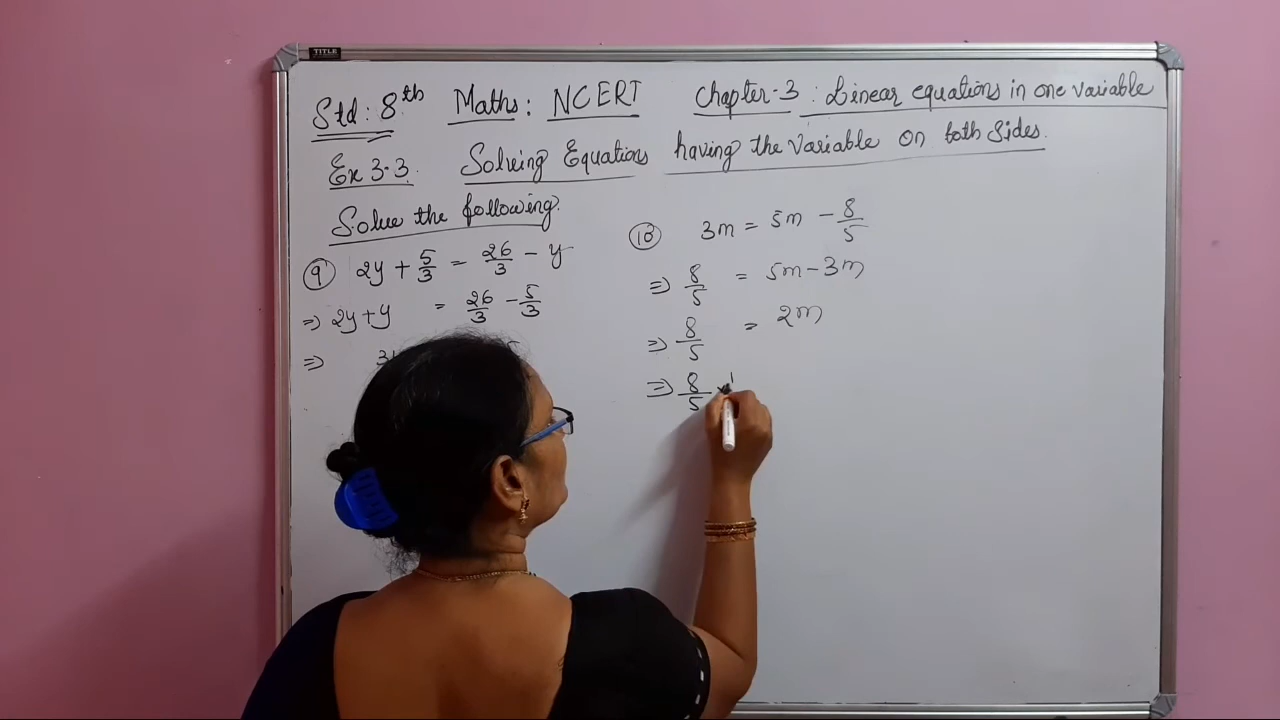 TITLE
Std: 8th Maths: NCERT Chapter-3 : Linear equations in one variable
Ex 3.3. Solving Equations having the variable on both sides.
Solve the following.
9 2y + 5/3 = 26/3 - y
⇒ 2y+y = 26/3 - 5/3
⇒
10 3m = 5m - 8/5
⇒ 8/5 = 5m - 3m
⇒ 8/5 = 2m
⇒ 8/5 ×